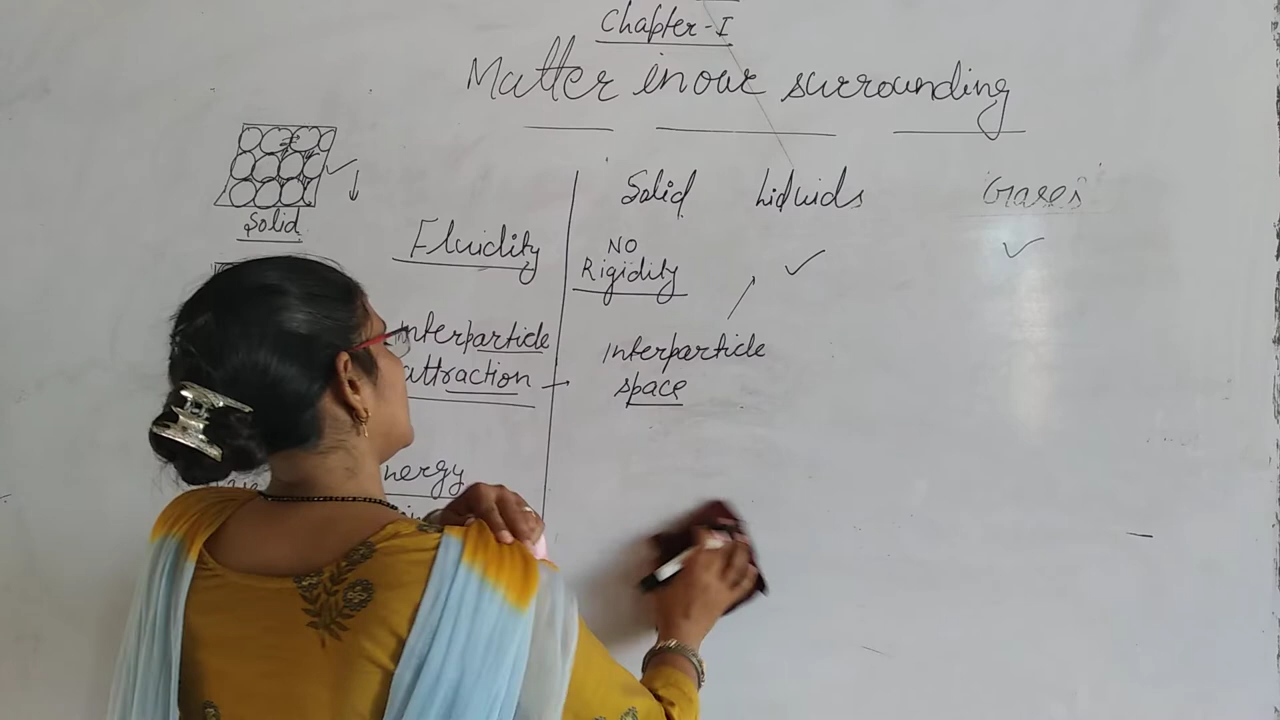 Chapter-I
Matter in our surrounding
Solid
Solid Liquids Gases
Fluidity
NO
Rigidity
interparticle
attraction
Interparticle
space
nergy